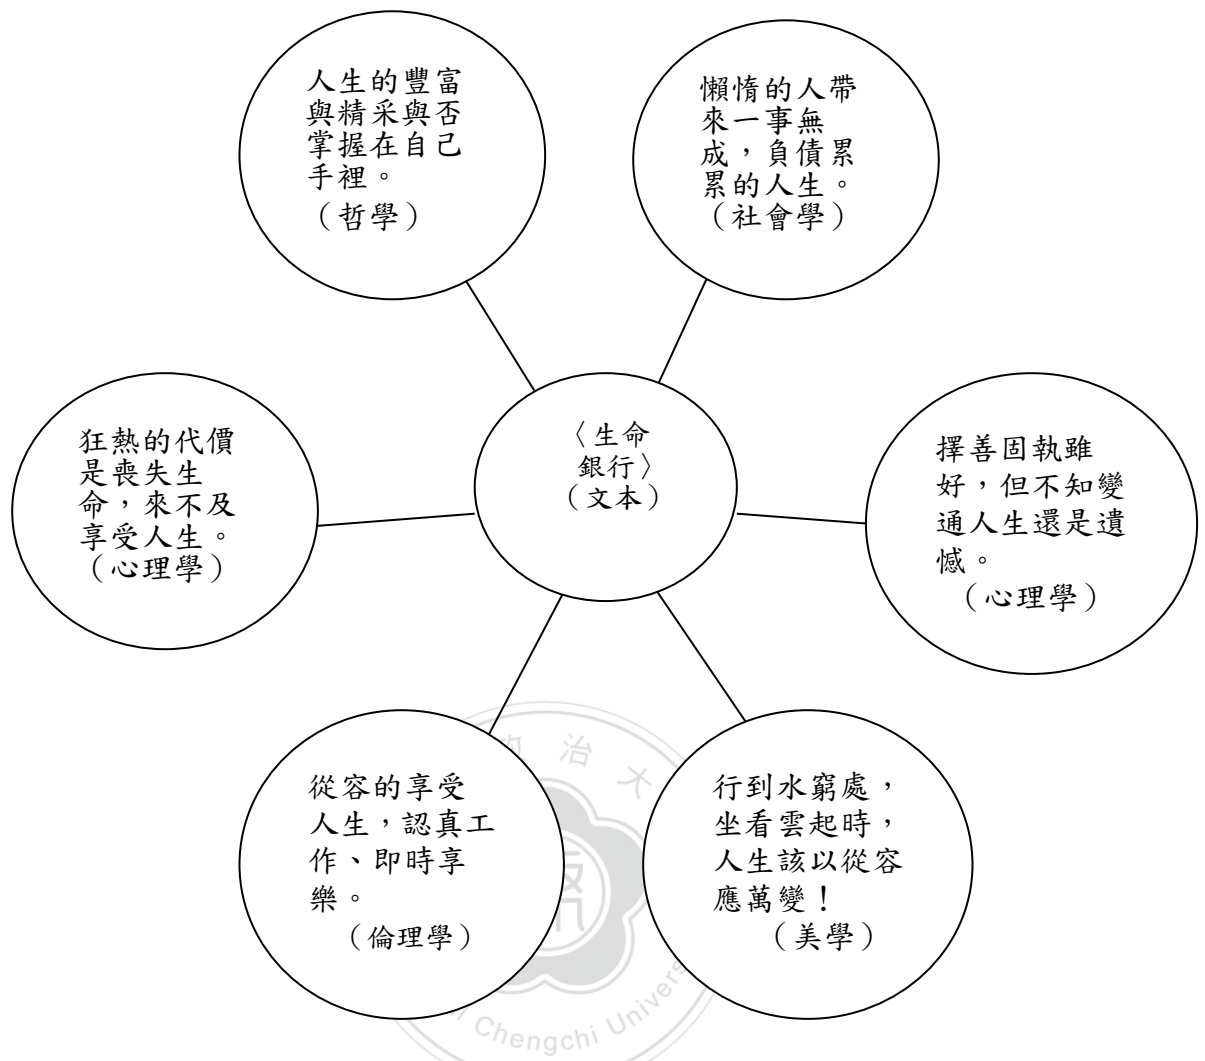 人生的豐富
與精采與否
掌握在自己
手裡。
（哲學）
懶惰的人帶
來一事無
成，負債累
累的人生。
（社會學）
狂熱的代價
是喪失生
命，來不及
享受人生。
（心理學）
〈生命
銀行〉
（文本）
擇善固執雖
好，但不知變
通人生還是遺
憾。
（心理學）
從容的享受
人生，認真工
作、即時享
樂。
（倫理學）
行到水窮處，
坐看雲起時，
人生該以從容
應萬變！
（美學）
治 大
Chengchi Univers